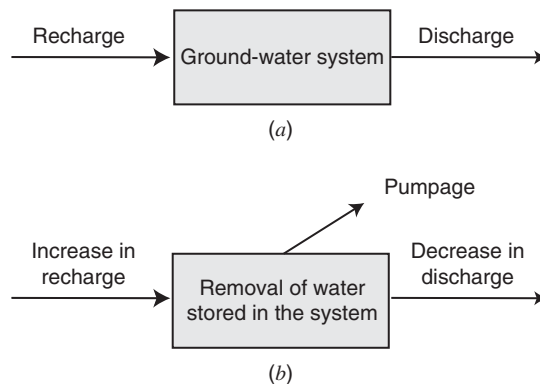 Recharge
Ground-water system
Discharge
(a)
Pumpage
Increase in
recharge
Removal of water
stored in the system
Decrease in
discharge
(b)